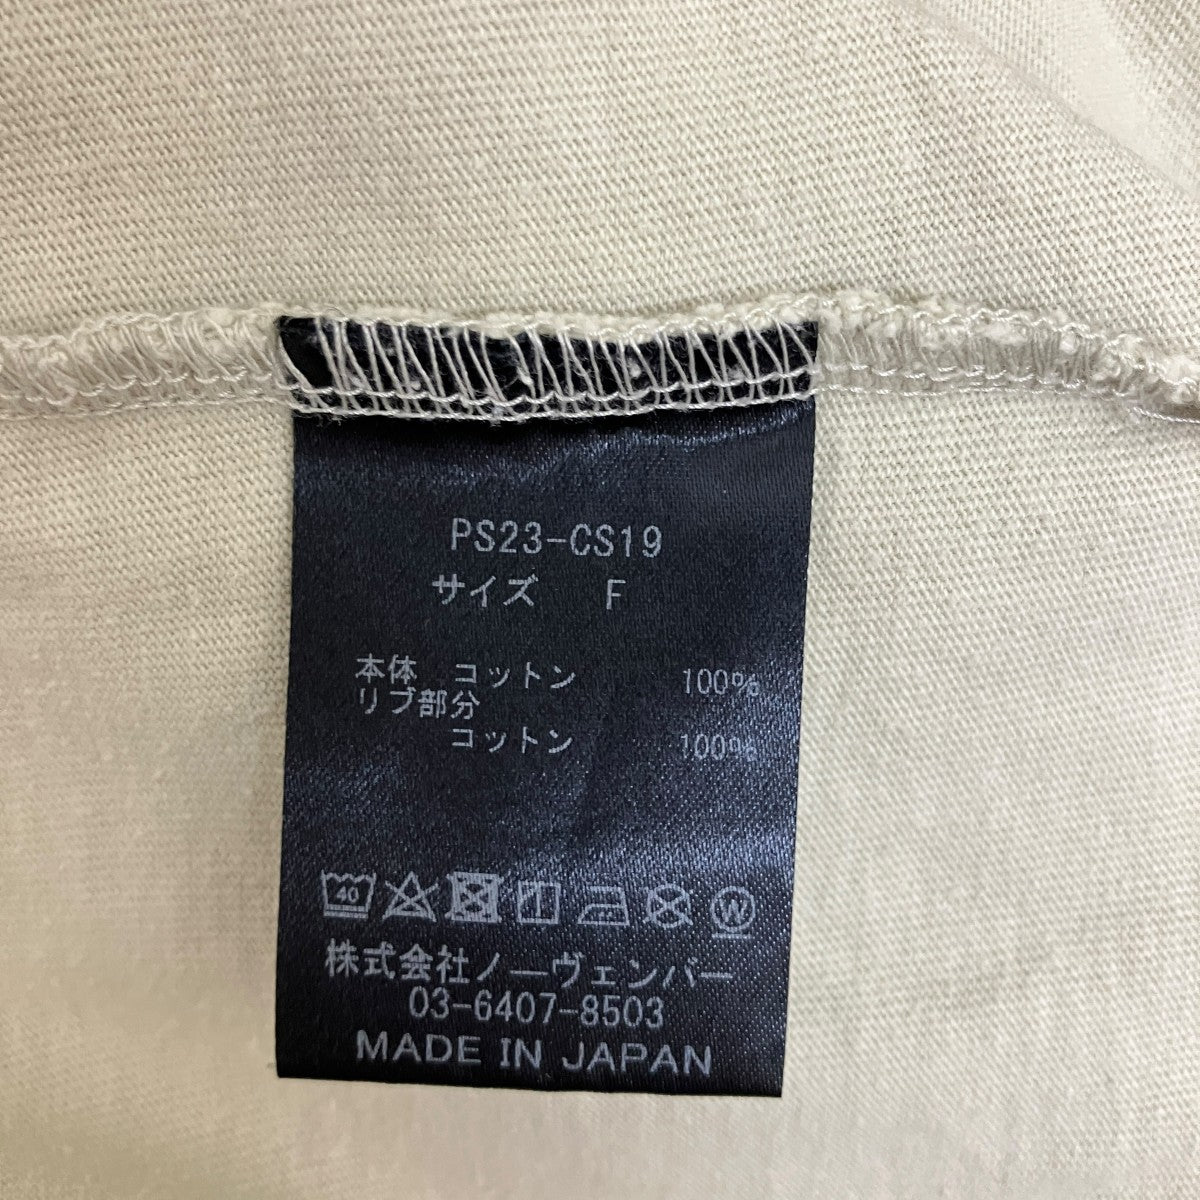 PS23-CS19
サイズ F
本体 コットン 100%
リブ部分
コットン 100%
40 W
株式会社ノーヴェンバー
03-6407-8503
MADE IN JAPAN